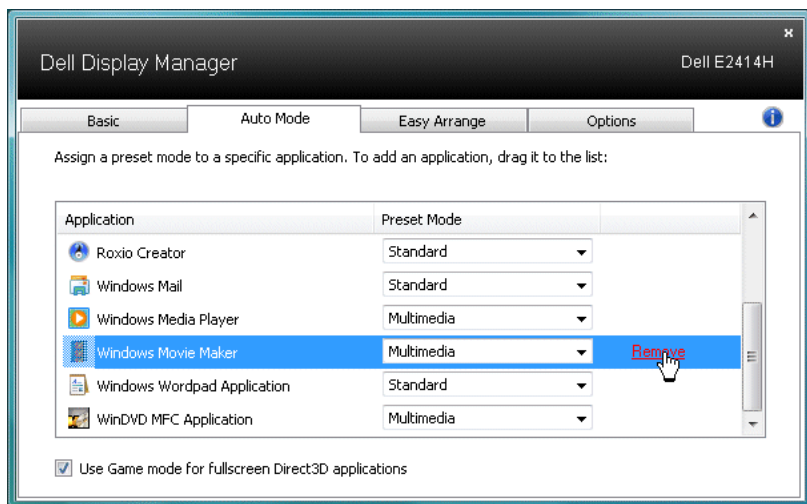 x
Dell Display Manager Dell E2414H
Basic Auto Mode Easy Arrange Options i
Assign a preset mode to a specific application. To add an application, drag it to the list:
Application Preset Mode
Roxio Creator Standard
Windows Mail Standard
Windows Media Player Multimedia
Windows Movie Maker Multimedia Remove
Windows Wordpad Application Standard
WinDVD MFC Application Multimedia
Use Game mode for fullscreen Direct3D applications